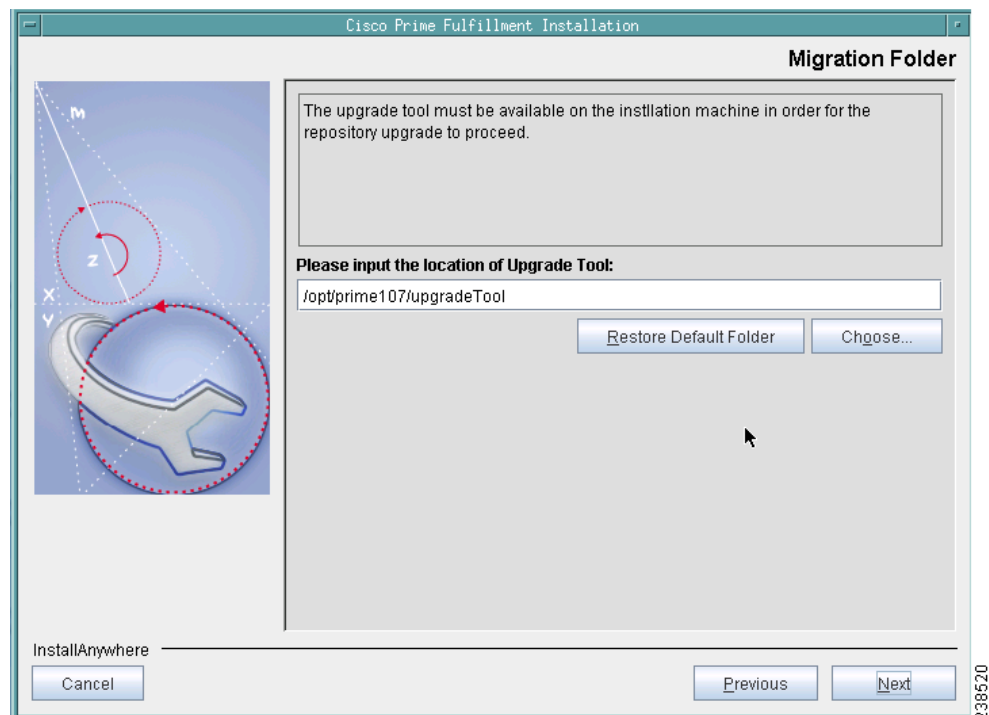 Cisco Prime Fulfillment Installation
Migration Folder
The upgrade tool must be available on the instllation machine in order for the
repository upgrade to proceed.
Please input the location of Upgrade Tool:
/opt/prime107/upgradeTool
Restore Default Folder
Choose...
m
z
X
Y
InstallAnywhere
Cancel
Previous
Next
238520